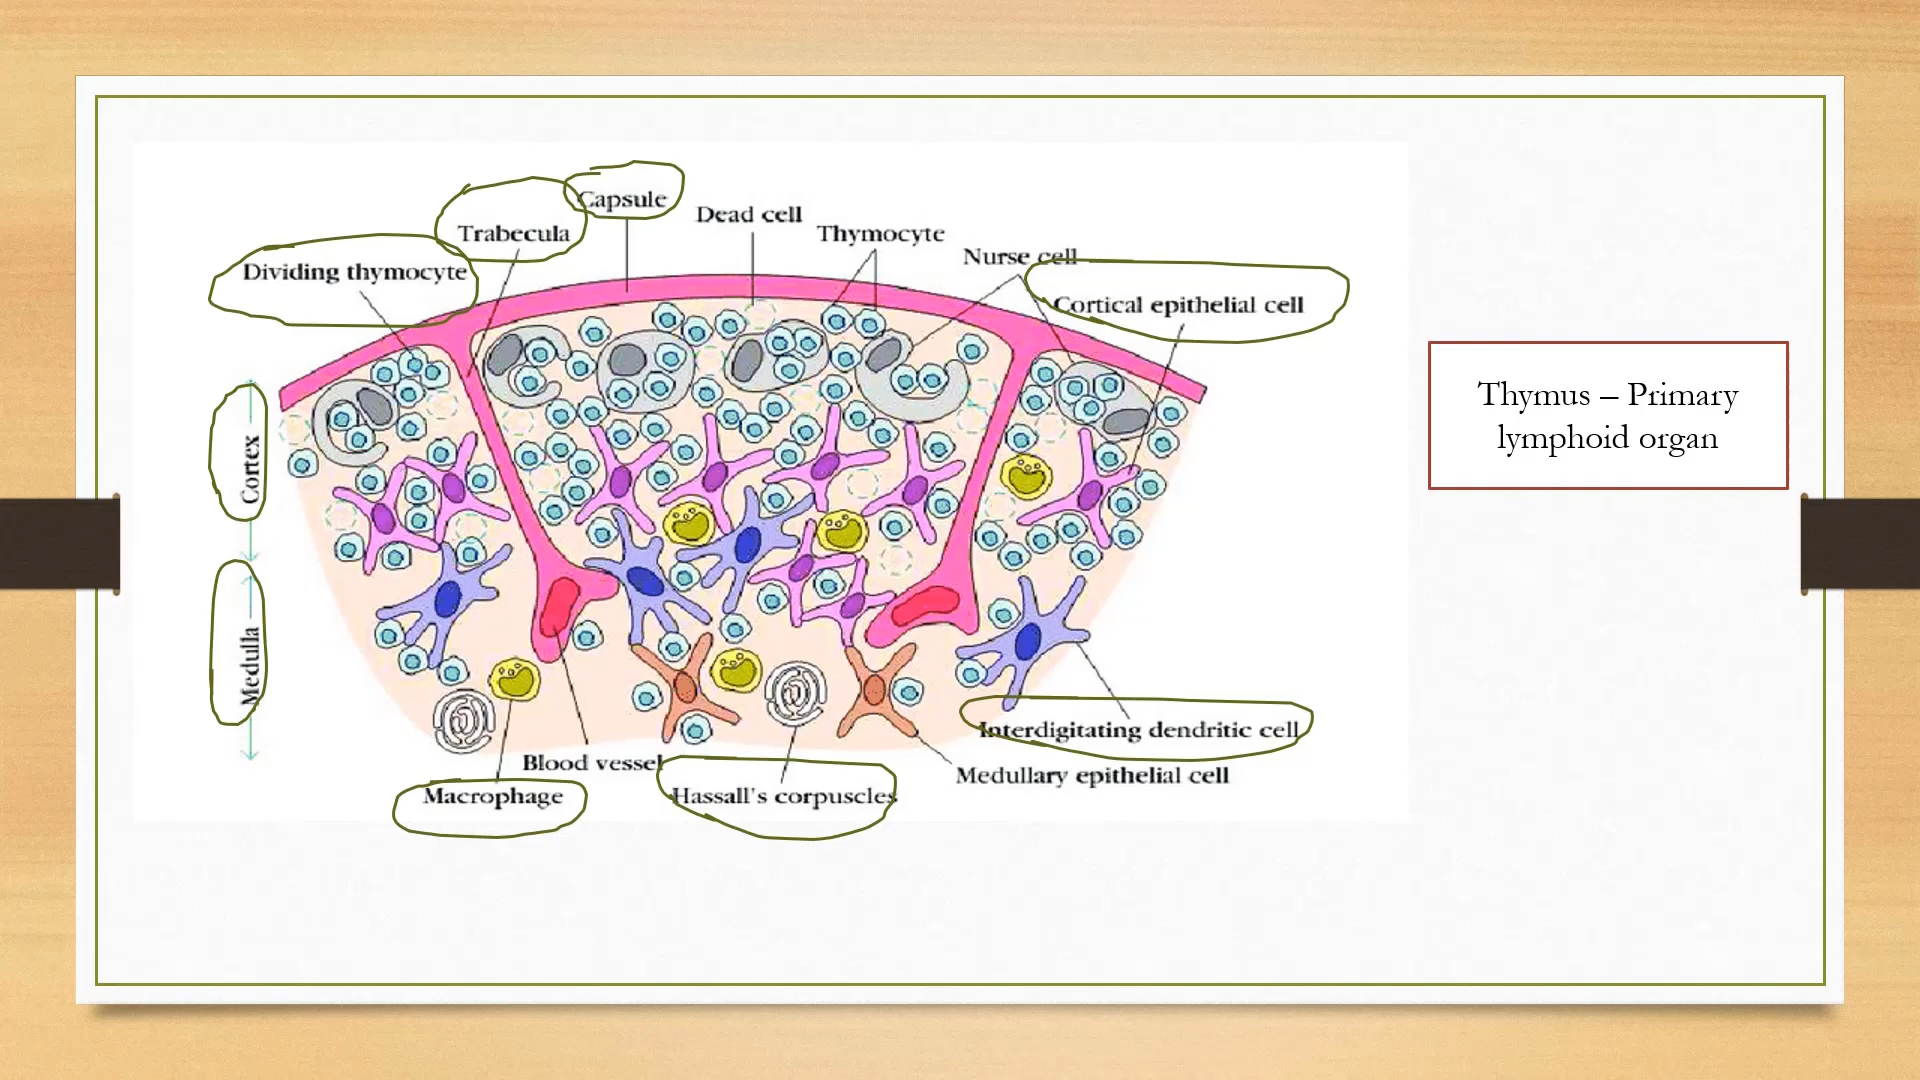 Capsule
Dead cell
Trabecula
Thymocyte
Nurse cell
Dividing thymocyte
Cortical epithelial cell
Thymus – Primary
lymphoid organ
Cortex
Medulla
Interdigitating dendritic cell
Blood vessel
Medullary epithelial cell
Macrophage
Hassall's corpuscles